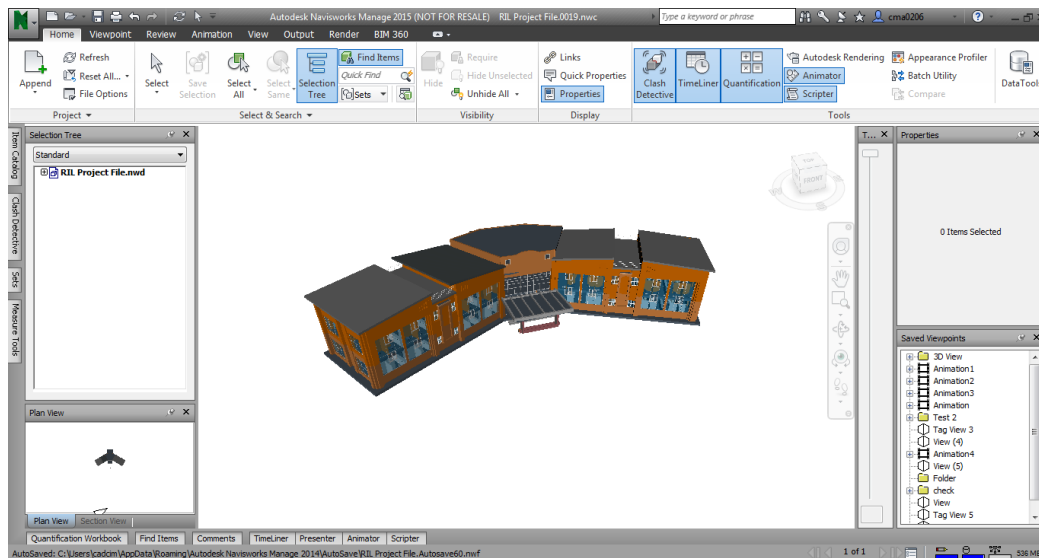 Autodesk Navisworks Manage 2015 (NOT FOR RESALE) RIL Project File.0019.nwc
Type a keyword or phrase
cma0206
Home Viewpoint Review Animation View Output Render BIM 360
Append
Refresh
Reset All...
File Options
Project
Select
Save Selection
Select All
Select Same
Selection Tree
Find Items
Quick Find
Sets
Select & Search
Hide
Require
Hide Unselected
Unhide All
Visibility
Links
Quick Properties
Properties
Display
Clash Detective
TimeLiner
Quantification
Autodesk Rendering
Animator
Scripter
Appearance Profiler
Batch Utility
Compare
DataTools
Tools
Item Catalog
Clash Detective
Sets
Measure Tools
Selection Tree
Standard
RIL Project File.nwd
Plan View
Plan View Section View
TOP
FRONT
T...
Properties
0 Items Selected
Saved Viewpoints
3D View
Animation1
Animation2
Animation3
Animation
Test 2
Tag View 3
View (4)
Animation4
View (5)
Folder
check
View
Tag View 5
Quantification Workbook Find Items Comments TimeLiner Presenter Animator Scripter
AutoSaved: C:\Users\cadcim\AppData\Roaming\Autodesk Navisworks Manage 2014\AutoSave\RIL Project File.Autosave60.nwf
1 of 1
536 MB